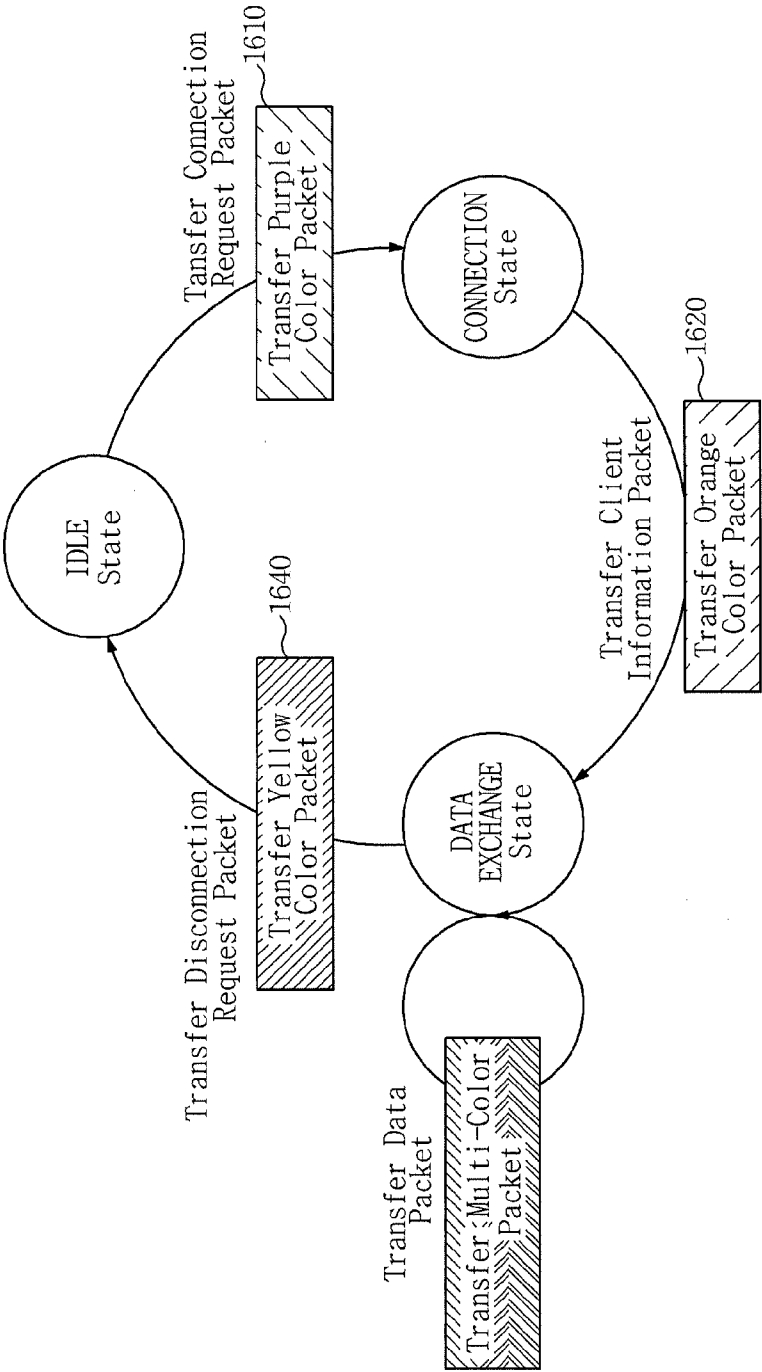 IDLE
State
Tansfer Connection
Request Packet
Transfer Purple
Color Packet
1610
CONNECTION
State
Transfer Client
Information Packet
Transfer Orange
Color Packet
1620
DATA
EXCHANGE
State
Transfer Data
Packet
Transfer Multi-Color
Packet
Transfer Disconnection
Request Packet
Transfer Yellow
Color Packet
1640